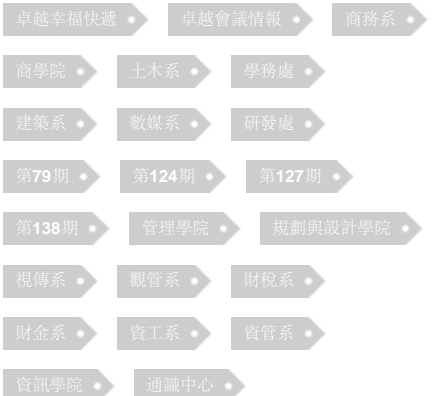 卓越幸福快遞 卓越會議情報 商務系
商學院 土木系 學務處
建築系 數媒系 研發處
第79期 第124期 第127期
第138期 管理學院 規劃與設計學院
視傳系 觀管系 財稅系
財金系 資工系 資管系
資訊學院 通識中心